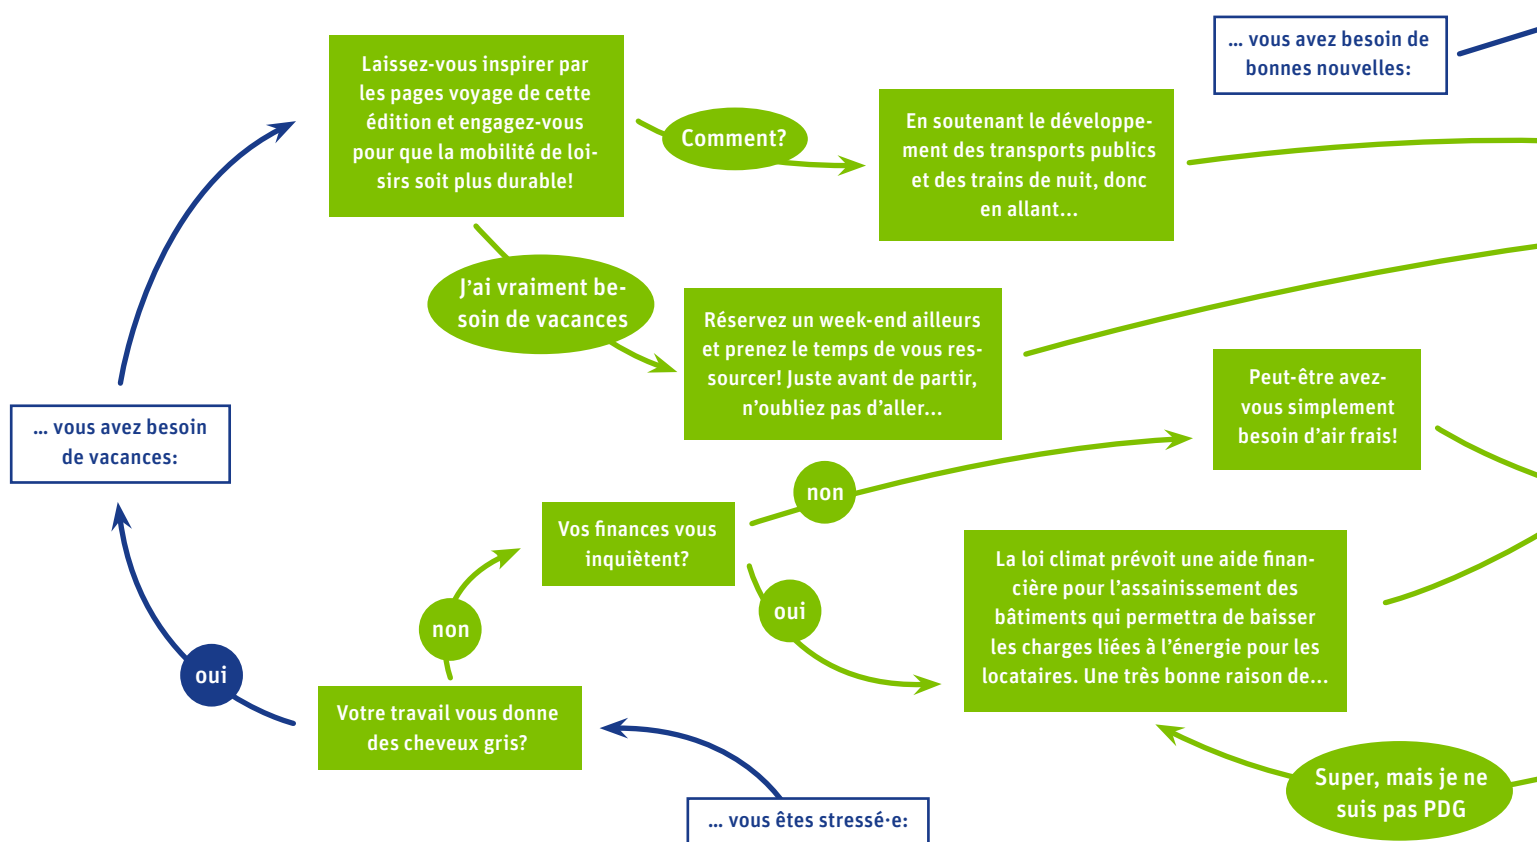 ... vous avez besoin de
bonnes nouvelles:
Laissez-vous inspirer par
les pages voyage de cette
édition et engagez-vous
pour que la mobilité de loi-
sirs soit plus durable!
Comment?
En soutenant le développe-
ment des transports publics
et des trains de nuit, donc
en allant...
J'ai vraiment be-
soin de vacances
Réservez un week-end ailleurs
et prenez le temps de vous res-
sourcer! Juste avant de partir,
n'oubliez pas d'aller...
Peut-être avez-
vous simplement
besoin d'air frais!
... vous avez besoin
de vacances:
non
Vos finances vous
inquiètent?
oui
La loi climat prévoit une aide finan-
cière pour l'assainissement des
bâtiments qui permettra de baisser
les charges liées à l'énergie pour les
locataires. Une très bonne raison de...
non
oui
Votre travail vous donne
des cheveux gris?
Super, mais je ne
suis pas PDG
... vous êtes stressé·e: